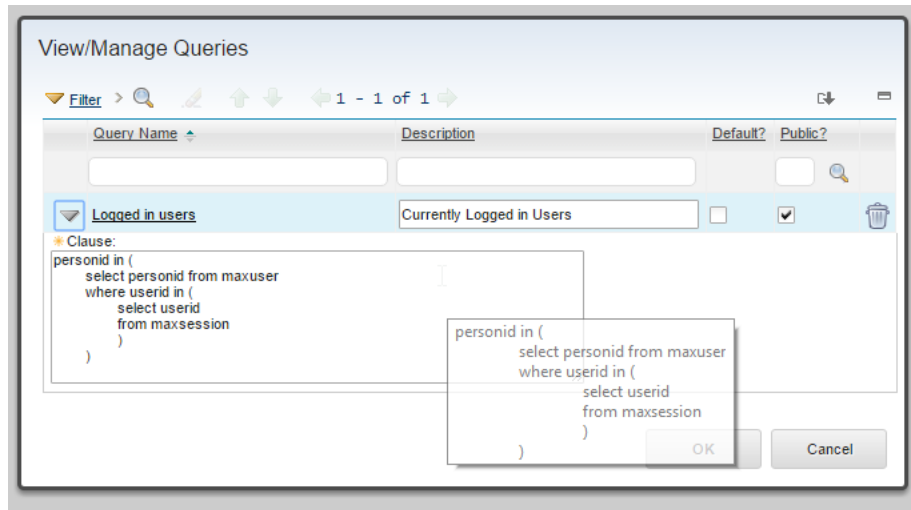 View/Manage Queries
Filter > 1 - 1 of 1
Query Name Description Default? Public?
Logged in users Currently Logged in Users
Clause:
personid in (
select personid from maxuser
where userid in (
select userid
from maxsession
)
)
personid in (
select personid from maxuser
where userid in (
select userid
from maxsession
)
)
OK Cancel